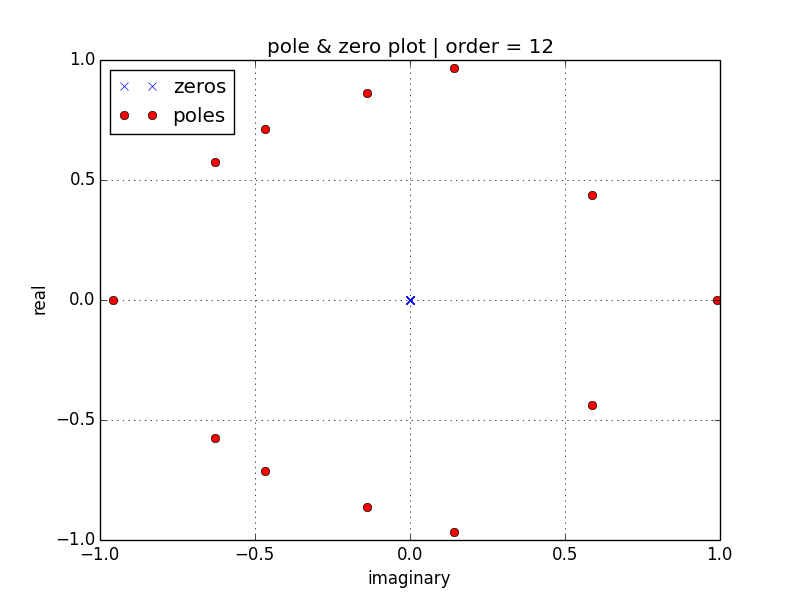 pole & zero plot | order = 12
zeros
poles
1.0
0.5
0.0
−0.5
−1.0
real
−1.0 −0.5 0.0 0.5 1.0
imaginary